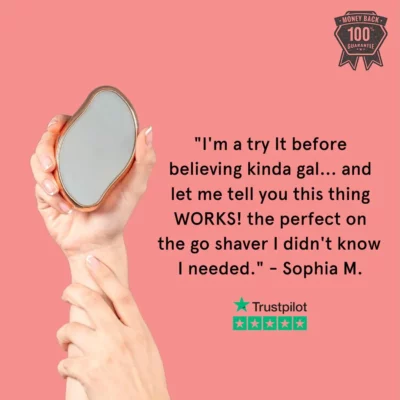 MONEY BACK
100%
GUARANTEE
"I'm a try It before
believing kinda gal... and
let me tell you this thing
WORKS! the perfect on
the go shaver I didn't know
I needed." - Sophia M.
Trustpilot